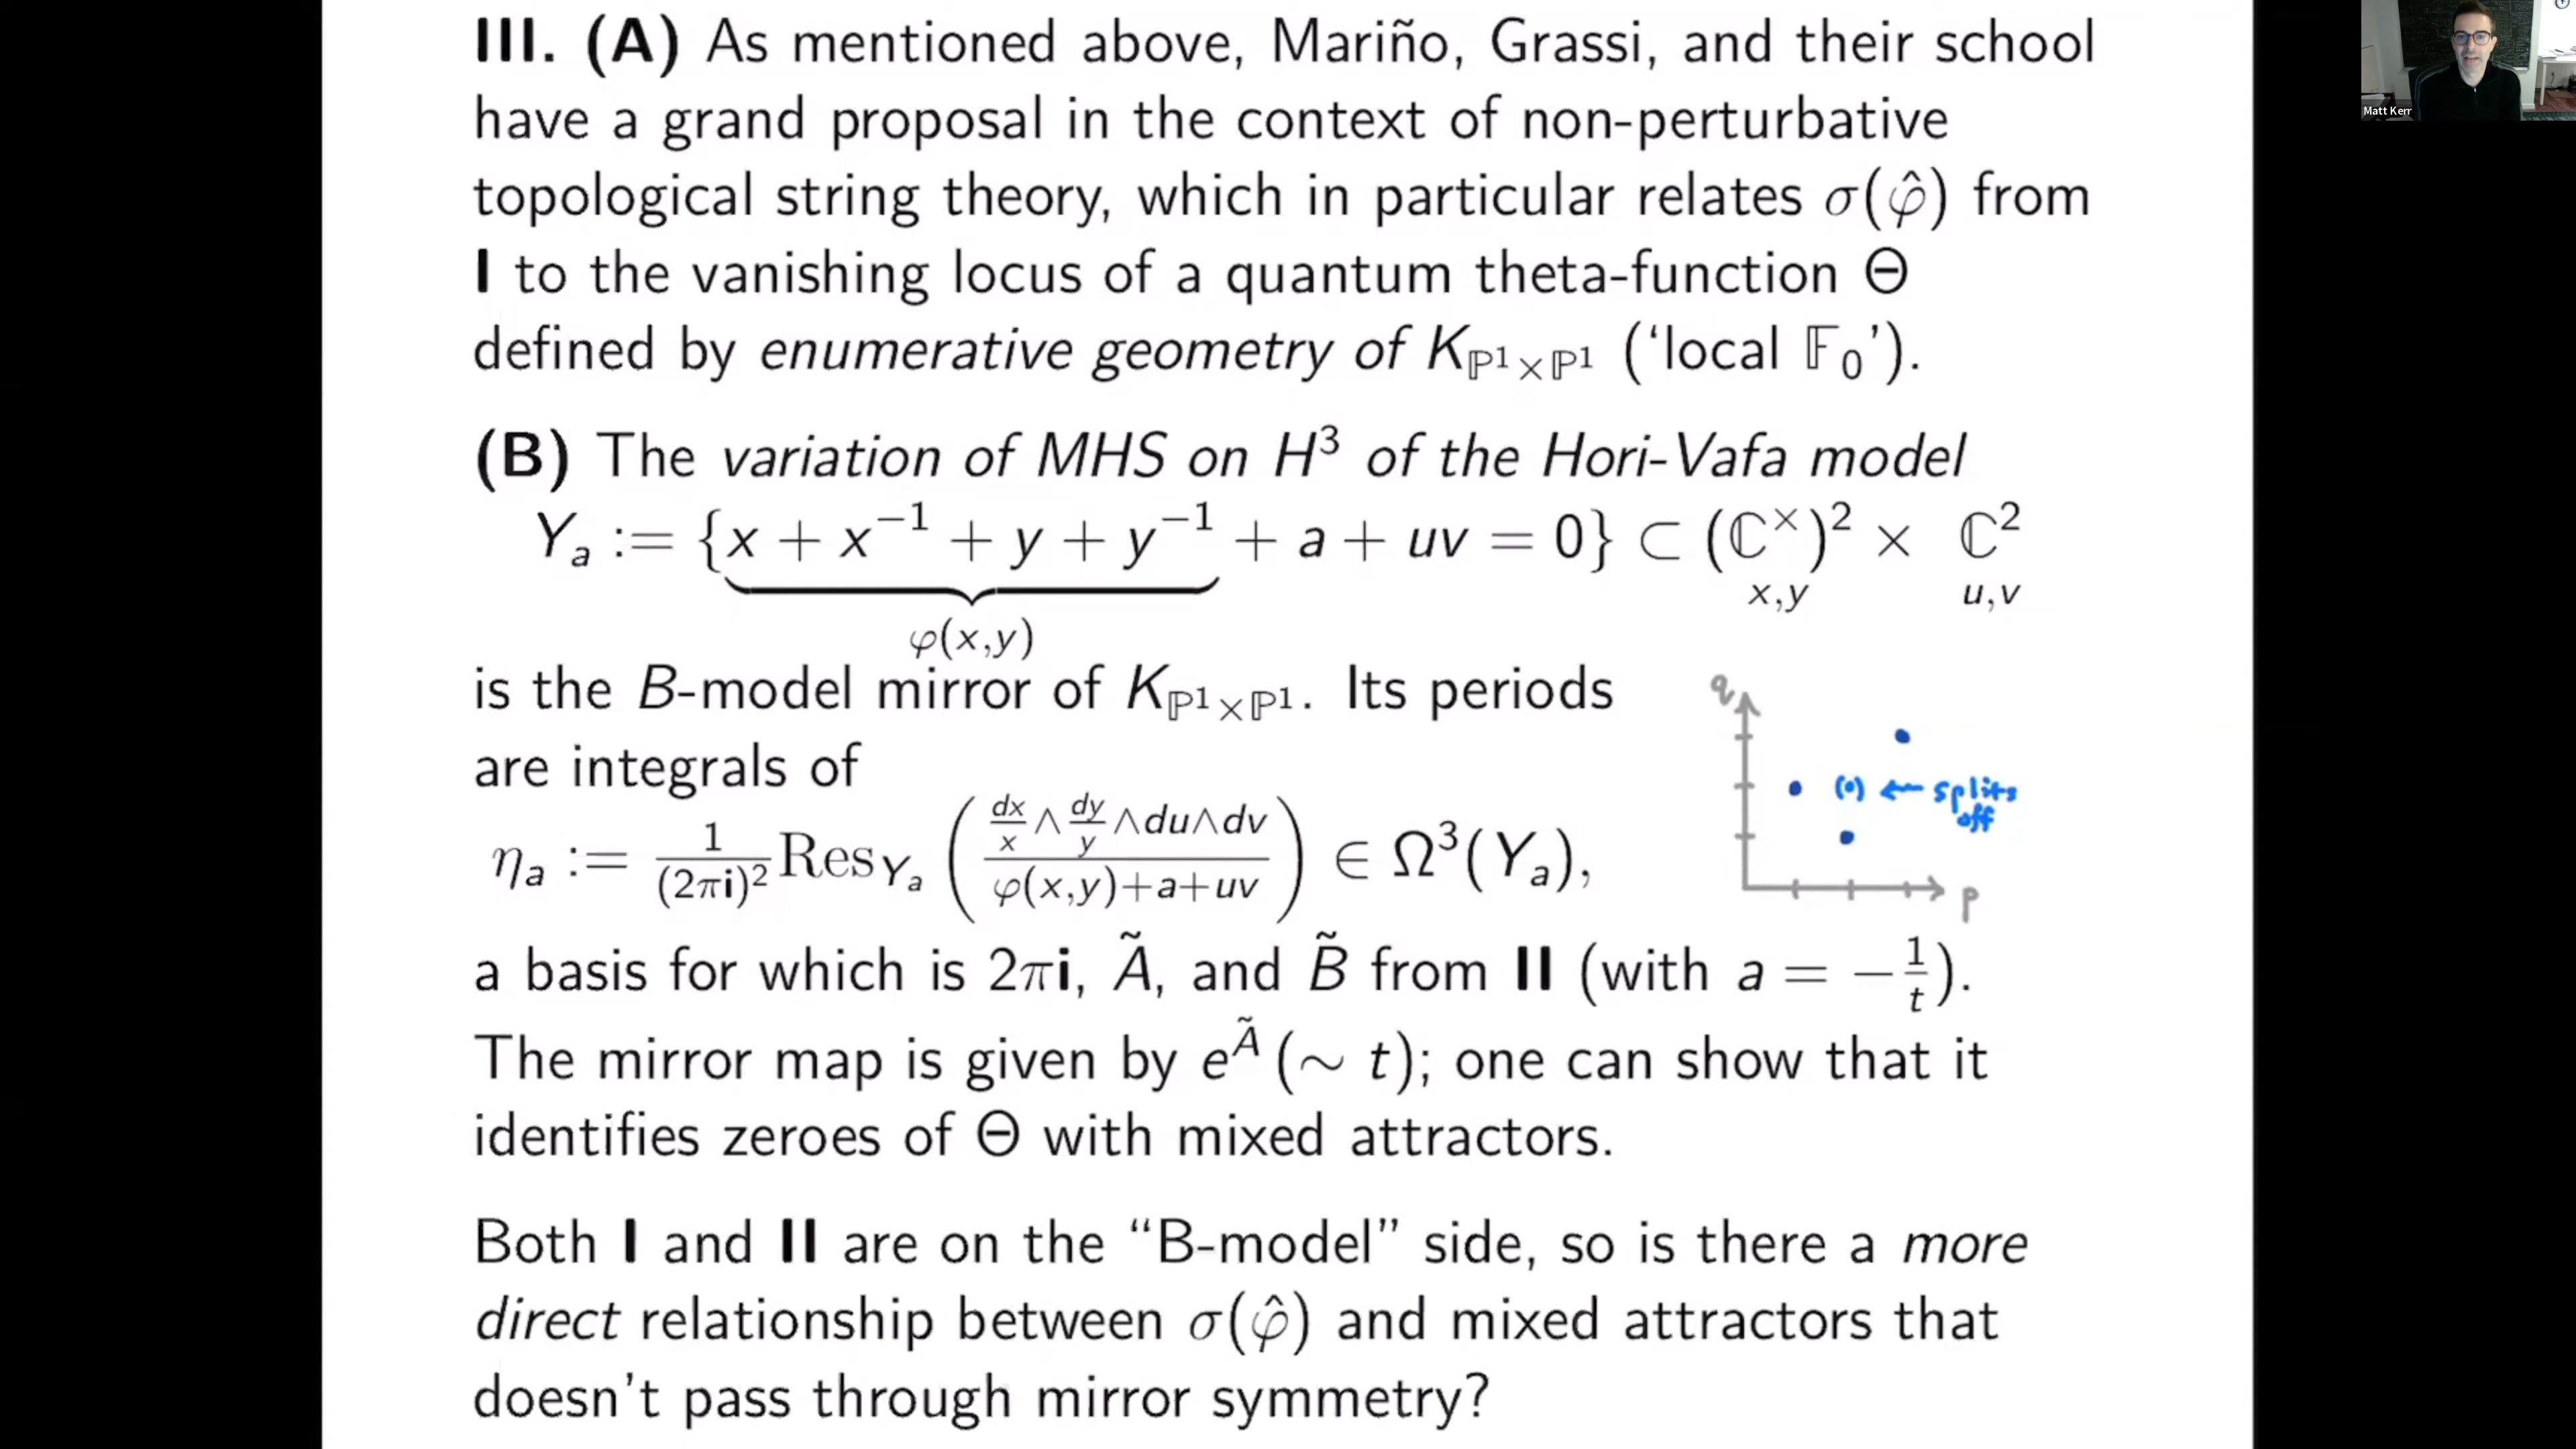 III. (A) As mentioned above, Mariño, Grassi, and their school
have a grand proposal in the context of non-perturbative
topological string theory, which in particular relates σ(φ̂) from
I to the vanishing locus of a quantum theta-function Θ
defined by enumerative geometry of K_{ℙ¹×ℙ¹} ('local 𝔽₀').
(B) The variation of MHS on H³ of the Hori-Vafa model
Y_a := {x + x⁻¹ + y + y⁻¹ + a + uv = 0} ⊂ (ℂ^×)² × ℂ²
x,y u,v
φ(x,y)
is the B-model mirror of K_{ℙ¹×ℙ¹}. Its periods
are integrals of
η_a := 1/(2πi)² Res_{Y_a} ( (dx/x ∧ dy/y ∧ du ∧ dv) / (φ(x,y)+a+uv) ) ∈ Ω³(Y_a),
q
(•) ← splits
off
p
a basis for which is 2πi, Ã, and B̃ from II (with a = −1/t).
The mirror map is given by e^Ã (∼ t); one can show that it
identifies zeroes of Θ with mixed attractors.
Both I and II are on the “B-model” side, so is there a more
direct relationship between σ(φ̂) and mixed attractors that
doesn't pass through mirror symmetry?
Matt Kerr